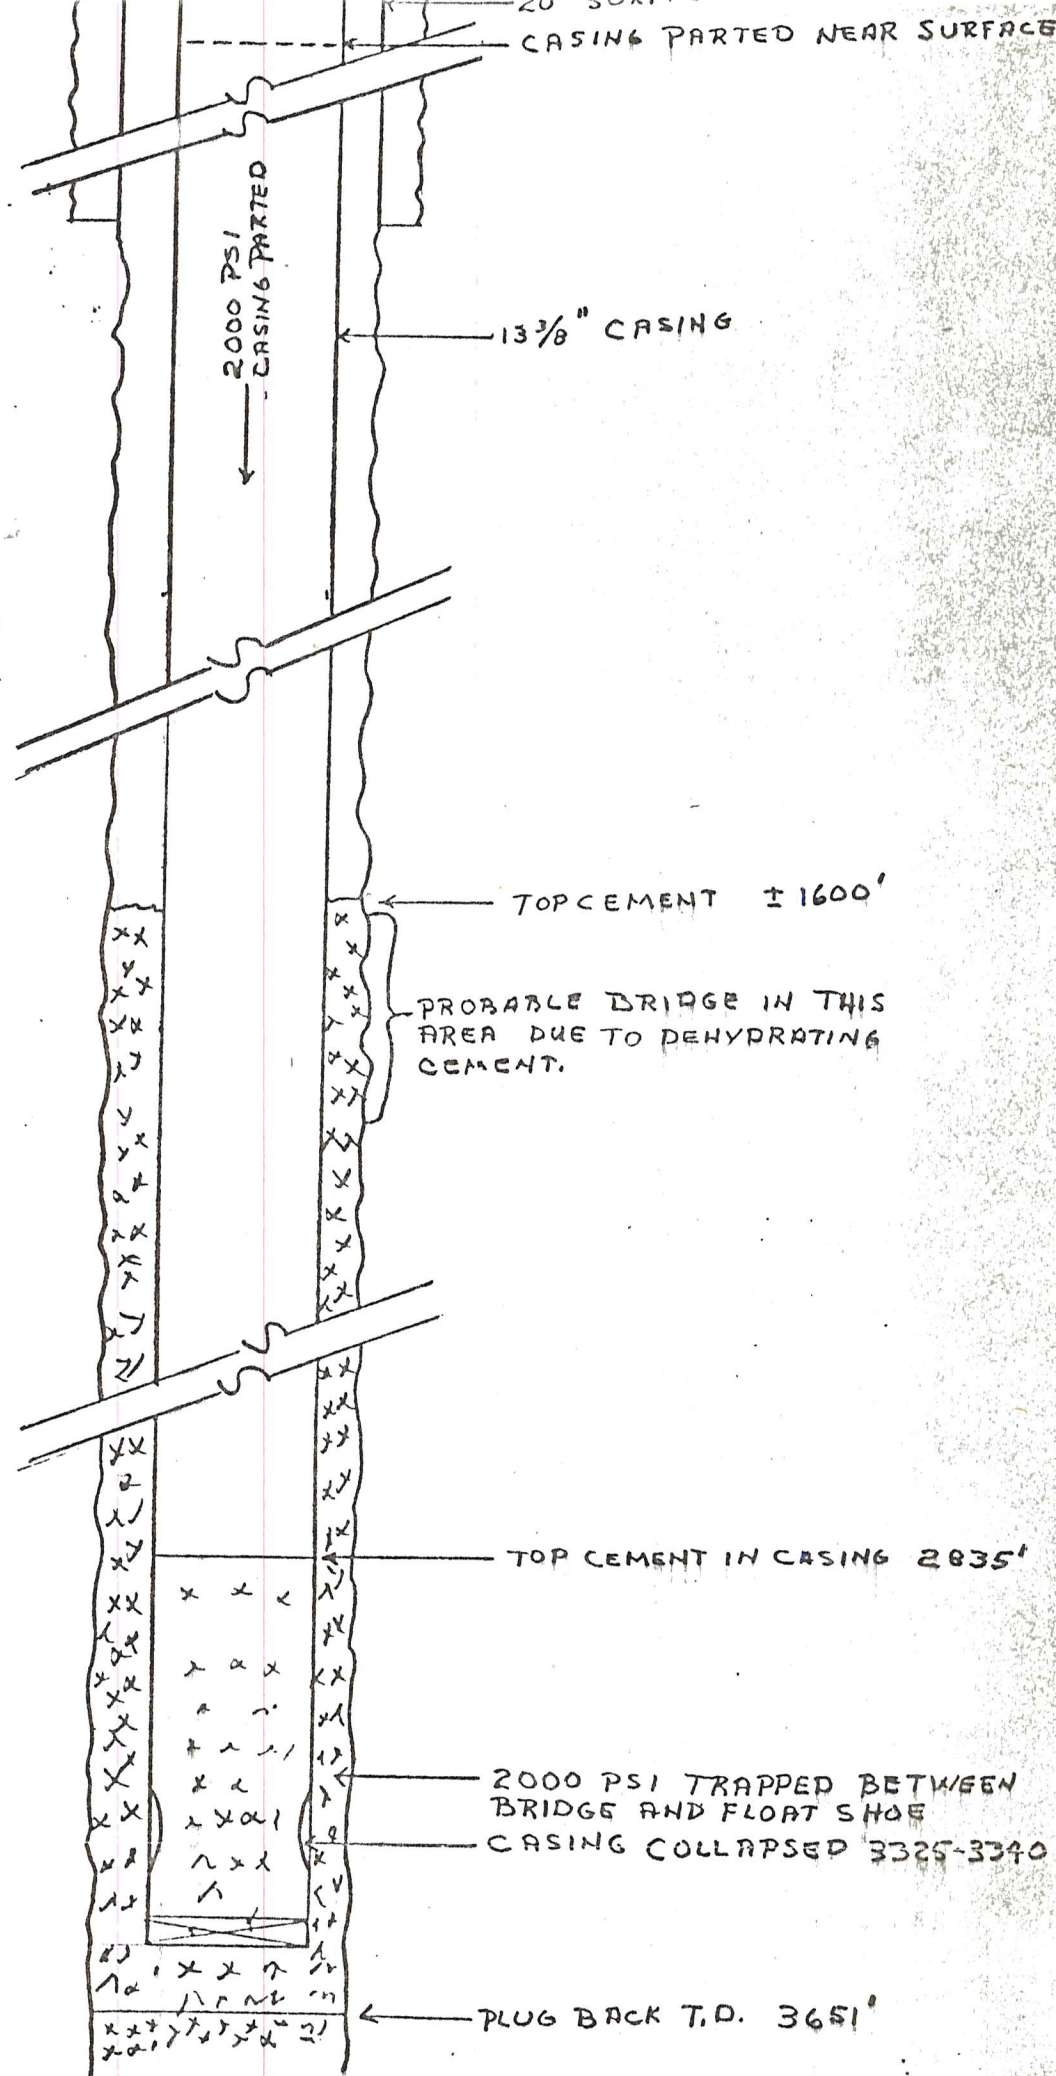 20
CASING PARTED NEAR SURFACE
2000 PSI
CASING PARTED
13 3/8" CASING
TOP CEMENT ± 1600'
PROBABLE BRIDGE IN THIS
AREA DUE TO DEHYDRATING
CEMENT.
TOP CEMENT IN CASING 2835'
2000 PSI TRAPPED BETWEEN
BRIDGE AND FLOAT SHOE
CASING COLLAPSED 3325-3340
PLUG BACK T.D. 3651'